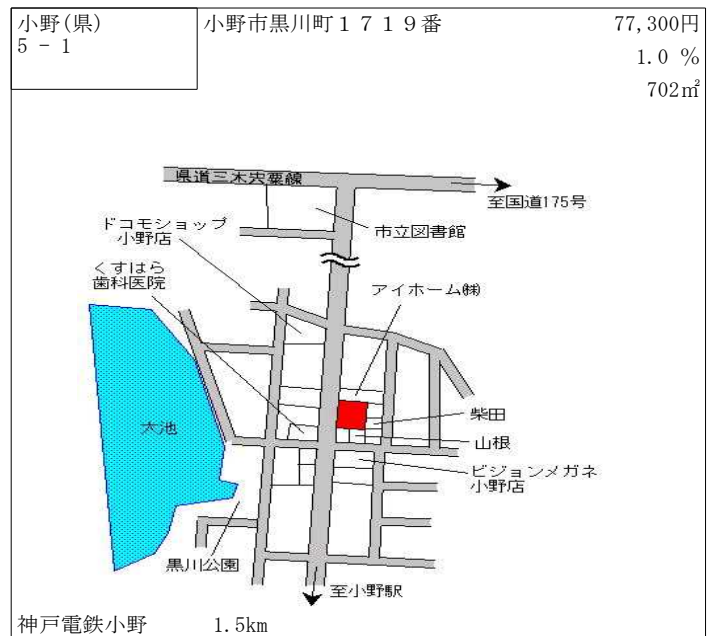 小野(県)
5 - 1
小野市黒川町１７１９番
77,300円
1.0 %
702㎡
県道三木宍粟線
至国道175号
ドコモショップ
小野店
市立図書館
くすはら
歯科医院
アイホーム㈱
大池
柴田
山根
ビジョンメガネ
小野店
黒川公園
至小野駅
神戸電鉄小野
1.5km